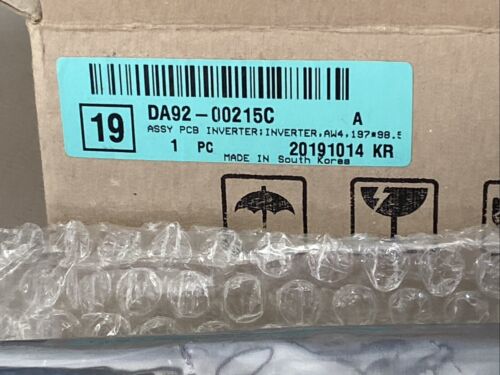 19
DA92-00215C A
ASSY PCB INVERTER;INVERTER,AW4,197*98.5
1 PC 20191014 KR
MADE IN South Korea